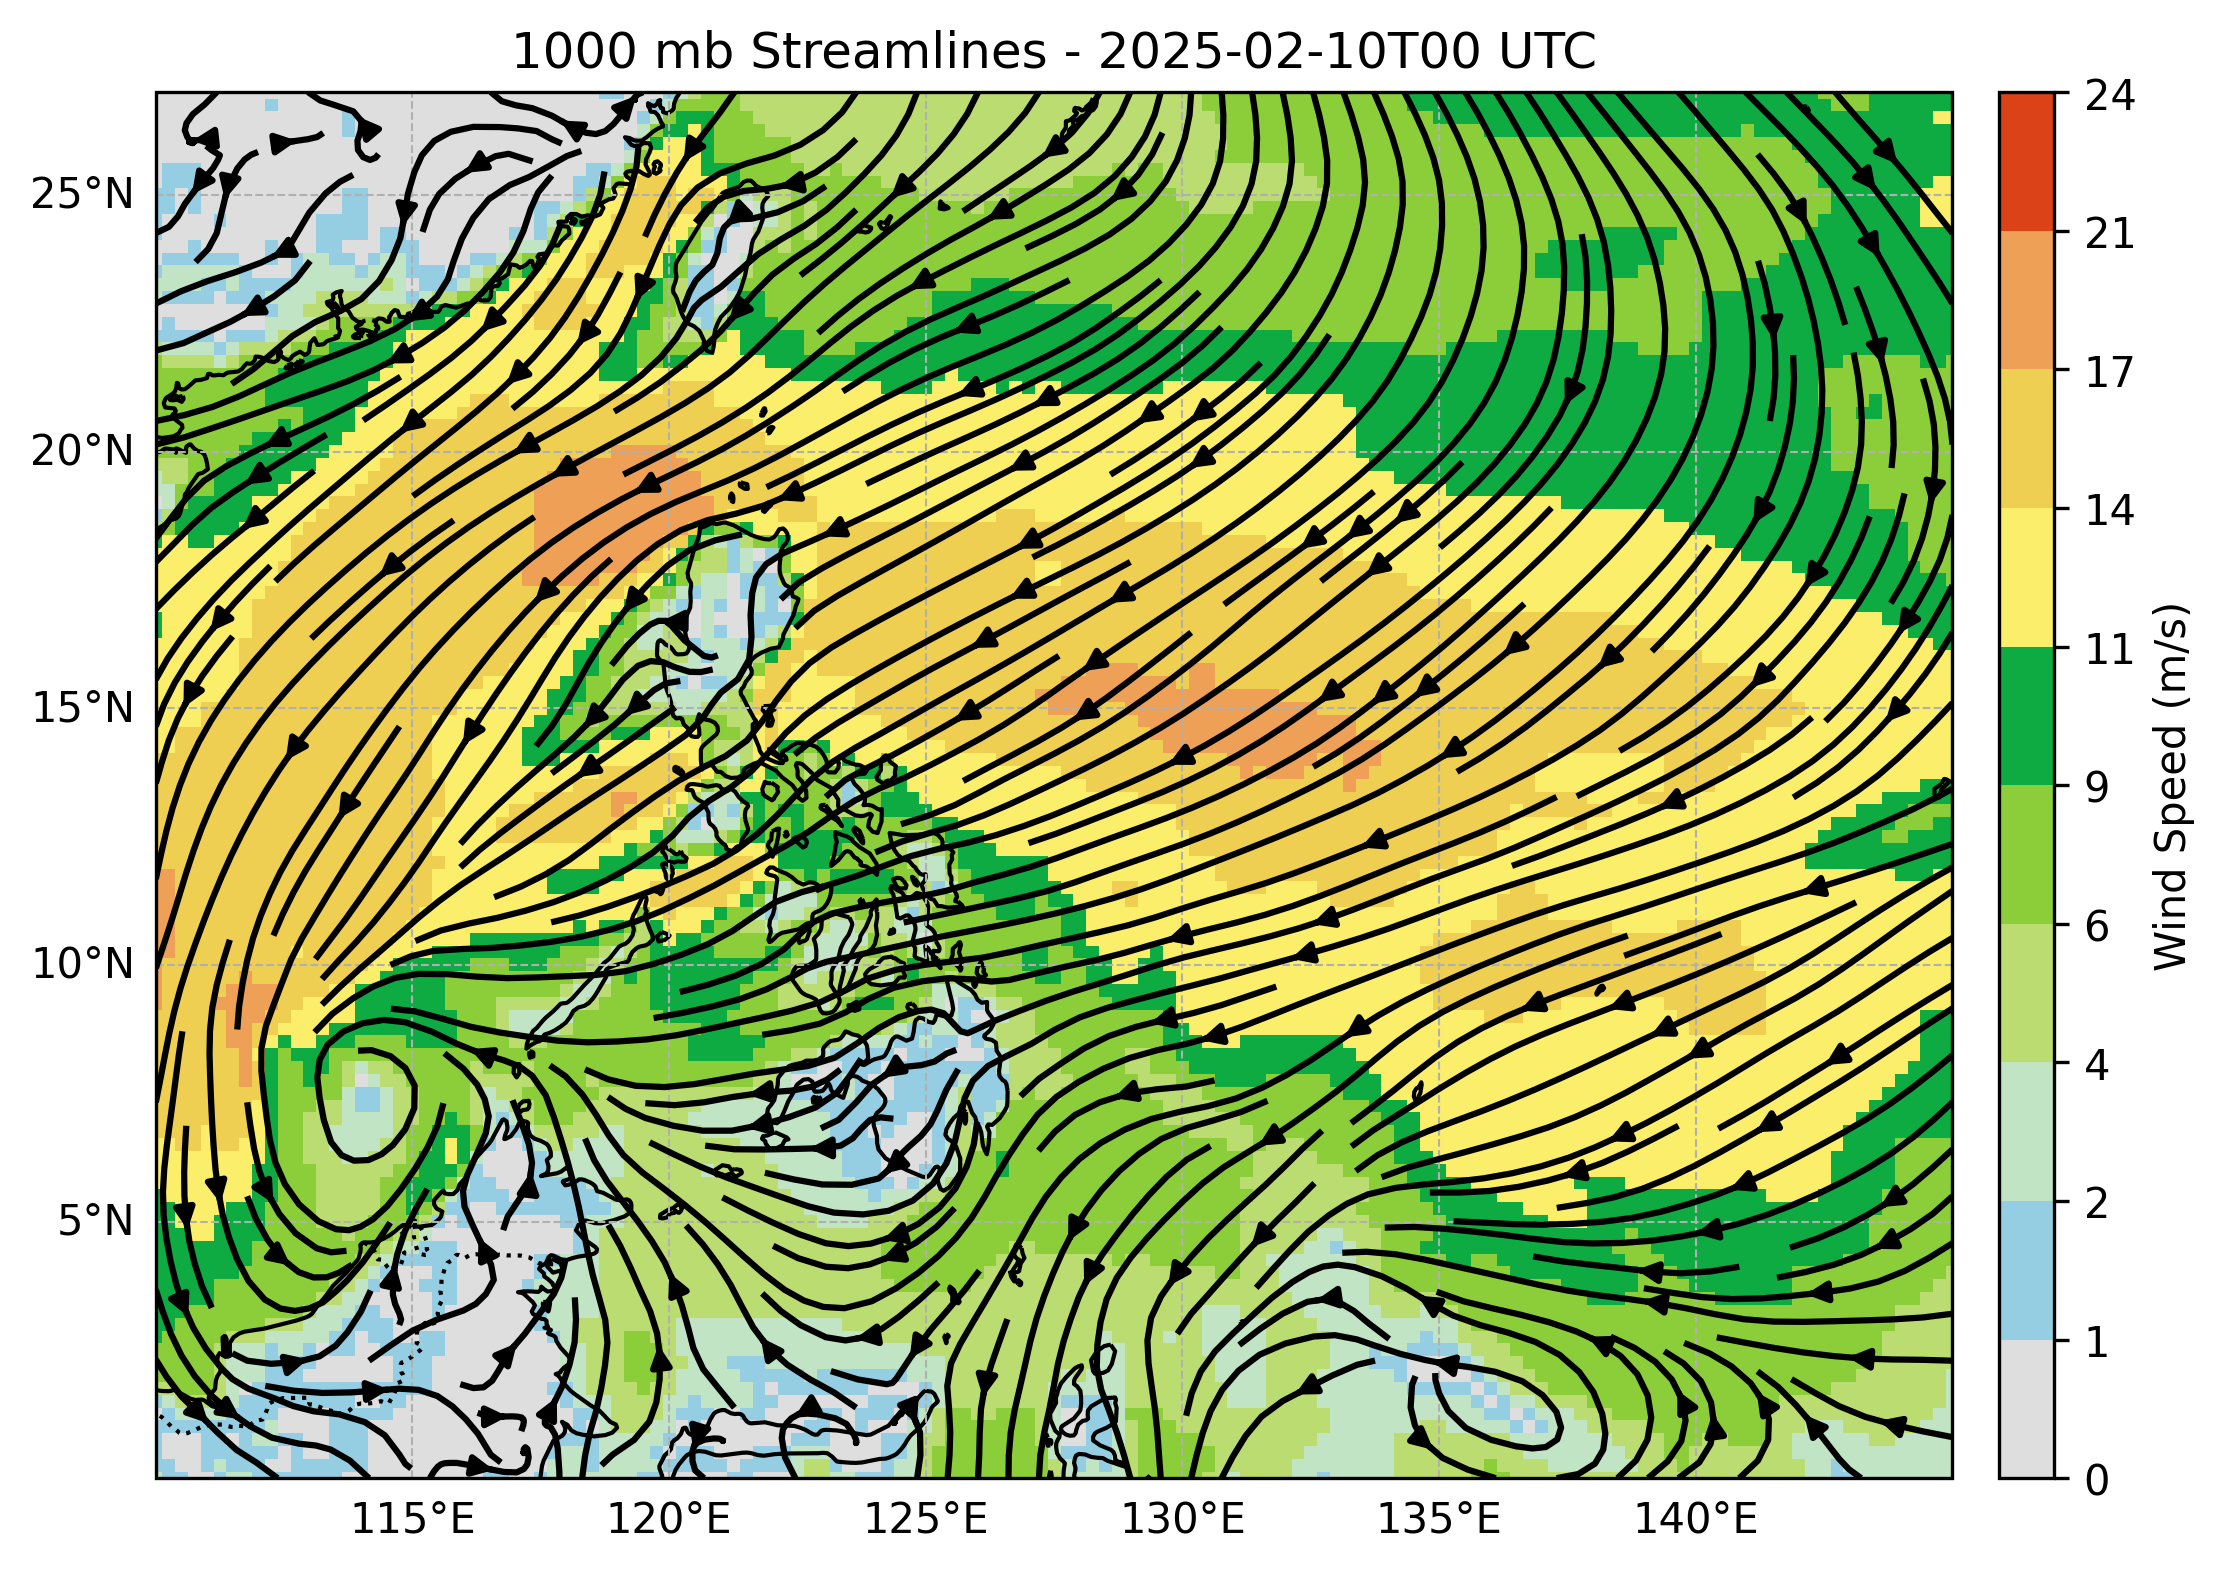 1000 mb Streamlines - 2025-02-10T00 UTC
25°N
20°N
15°N
10°N
5°N
115°E
120°E
125°E
130°E
135°E
140°E
24
21
17
14
11
9
6
4
2
1
0
Wind Speed (m/s)